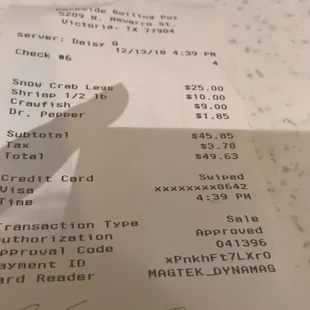 Dockside Boiling Pot
5209 N. Navarro St.
Victoria, TX 77904
Server: Daisy G
12/13/18 4:39 PM
Check #6 4
Snow Crab Legs $25.00
Shrimp 1/2 lb $10.00
Crawfish $9.00
Dr. Pepper $1.85
Subtotal $45.85
Tax $3.78
Total $49.63
Credit Card Swiped
Visa xxxxxxxx8642
Time 4:39 PM
Transaction Type Sale
Authorization Approved
Approval Code 041396
Payment ID xPnkhFt7LXrO
Card Reader MAGTEK_DYNAMAG